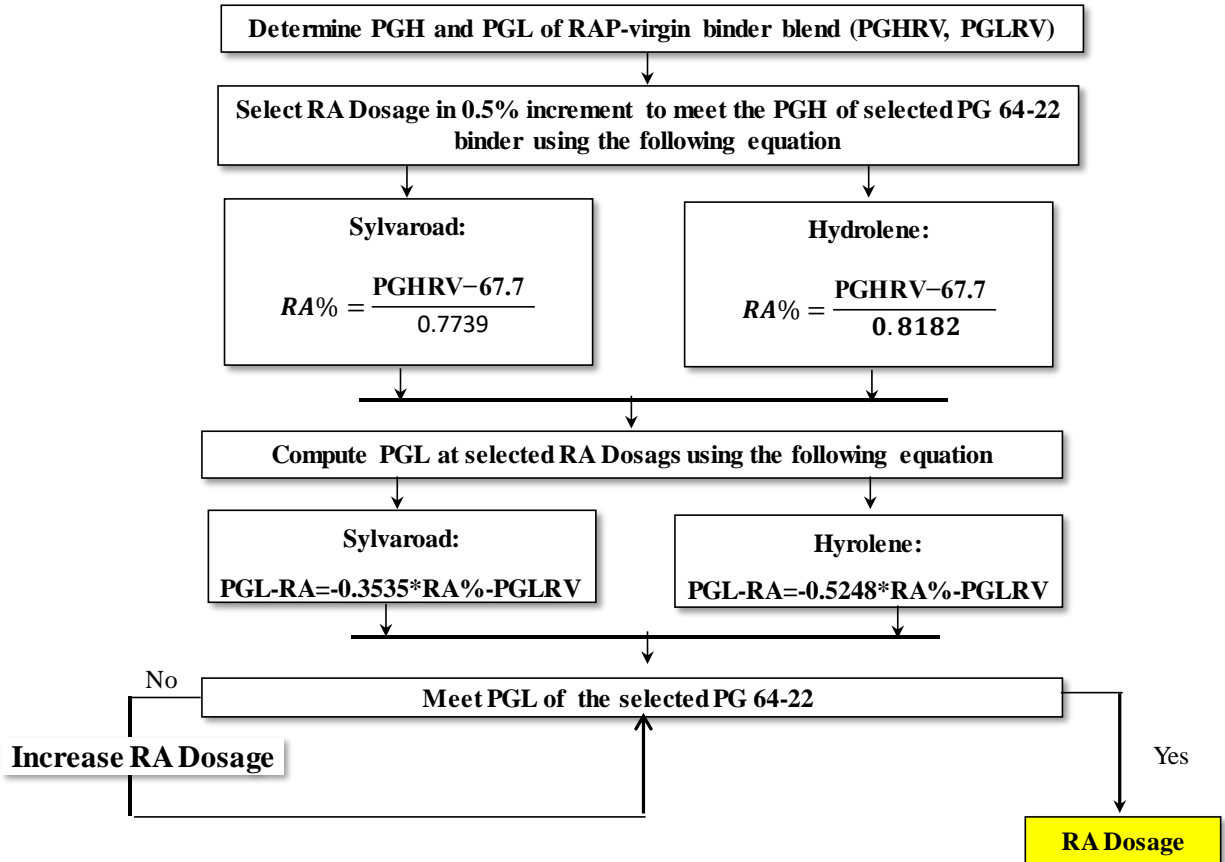 Determine PGH and PGL of RAP-virgin binder blend (PGHRV, PGLRV)
Select RA Dosage in 0.5% increment to meet the PGH of selected PG 64-22
binder using the following equation
Sylvaroad:
RA% = PGHRV−67.7
0.7739
Hydrolene:
RA% = PGHRV−67.7
0.8182
Compute PGL at selected RA Dosags using the following equation
Sylvaroad:
PGL-RA=-0.3535*RA%-PGLRV
Hyrolene:
PGL-RA=-0.5248*RA%-PGLRV
No
Meet PGL of the selected PG 64-22
Increase RA Dosage
Yes
RA Dosage